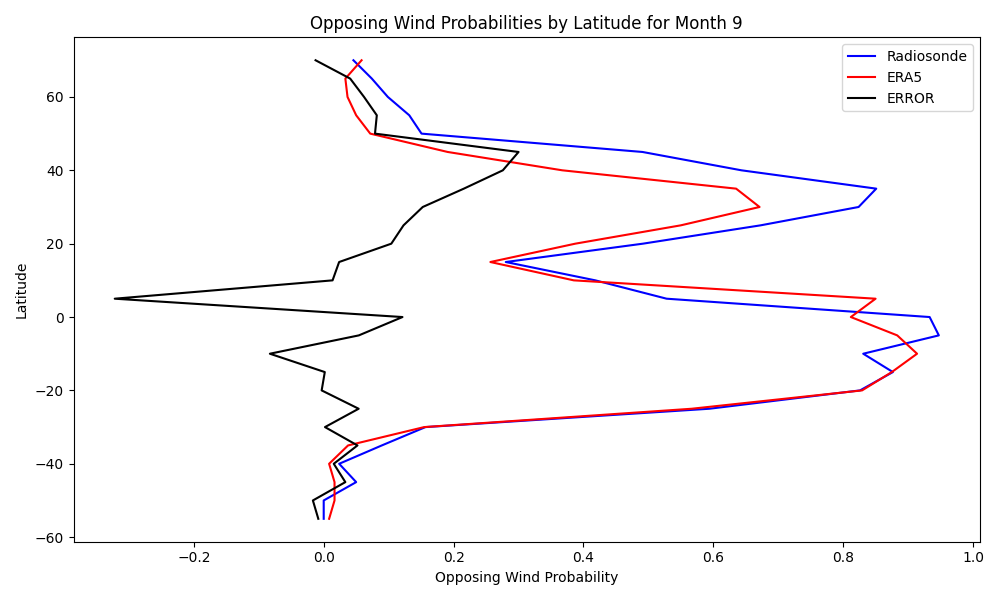 Opposing Wind Probabilities by Latitude for Month 9
Radiosonde
ERA5
ERROR
60
40
20
0
−20
−40
−60
Latitude
−0.2
0.0
0.2
0.4
0.6
0.8
1.0
Opposing Wind Probability